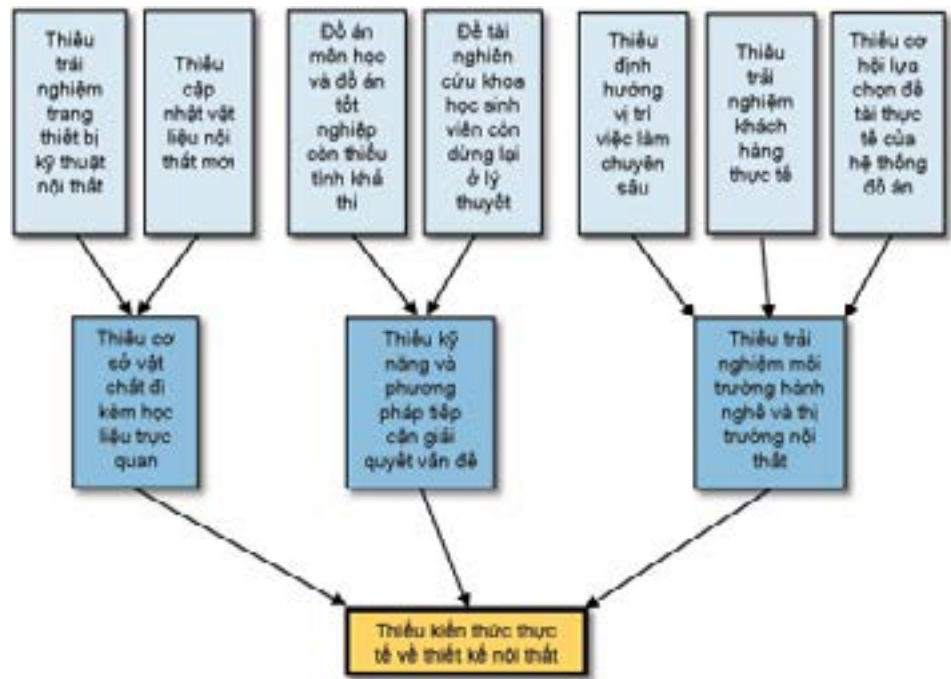 Thiếu
trải
nghiệm
trang
thiết bị
kỹ thuật
nội thất
Thiếu
cập
nhật vật
liệu nội
thất mới
Đồ án
môn học
và đồ án
tốt
nghiệp
còn thiếu
tính khả
thi
Đề tài
nghiên
cứu khoa
học sinh
viên còn
dừng lại
ở lý
thuyết
Thiếu
định
hướng
vị trí
việc làm
chuyên
sâu
Thiếu
trải
nghiệm
khách
hàng
thực tế
Thiếu cơ
hội lựa
chọn đề
tài thực
tế của
hệ thống
đồ án
Thiếu cơ
sở vật
chất đi
kèm học
liệu trực
quan
Thiếu kỹ
năng và
phương
pháp tiếp
cận giải
quyết vấn đề
Thiếu trải
nghiệm môi
trường hành
nghề và thị
trường nội
thất
Thiếu kiến thức thực
tế về thiết kế nội thất